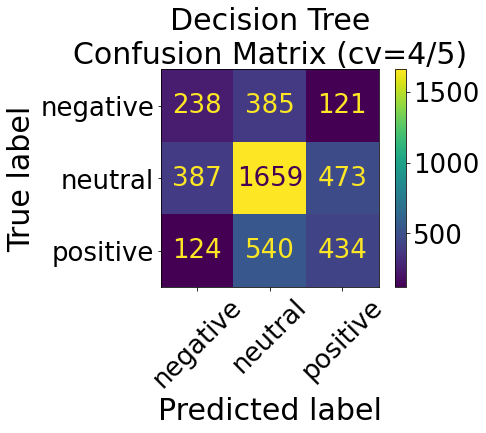 Decision Tree
Confusion Matrix (cv=4/5)
True label
negative 238 385 121
neutral 387 1659 473
positive 124 540 434
negative neutral positive
Predicted label
1500
1000
500